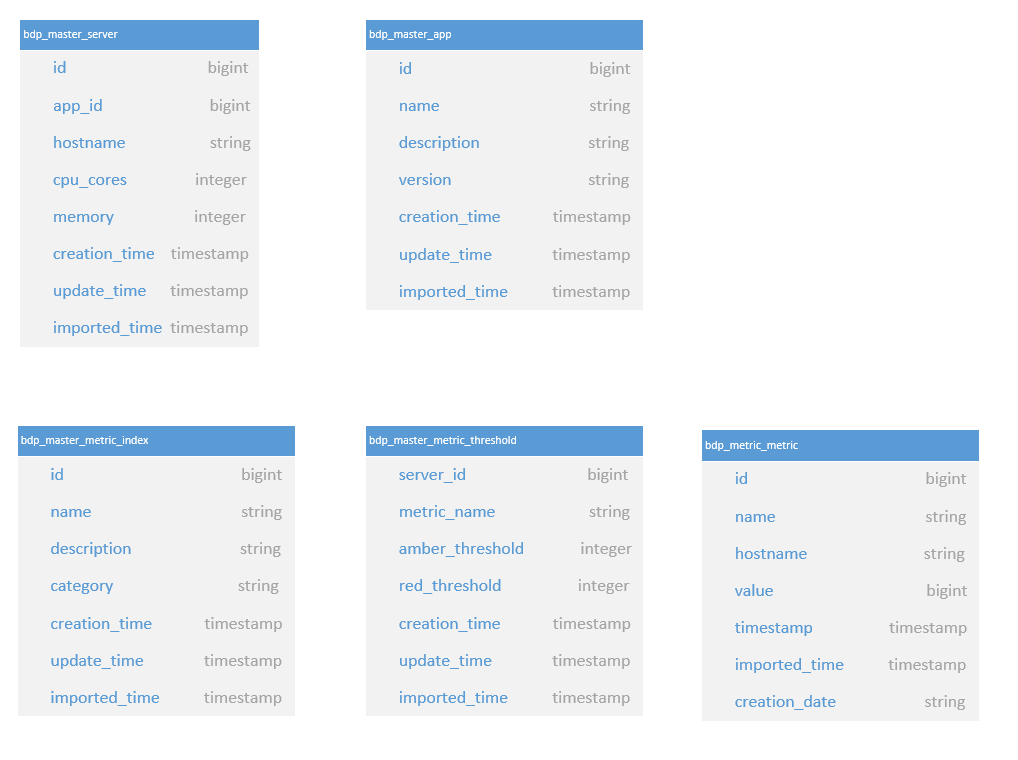 bdp_master_server
id bigint
app_id bigint
hostname string
cpu_cores integer
memory integer
creation_time timestamp
update_time timestamp
imported_time timestamp
bdp_master_app
id bigint
name string
description string
version string
creation_time timestamp
update_time timestamp
imported_time timestamp
bdp_master_metric_index
id bigint
name string
description string
category string
creation_time timestamp
update_time timestamp
imported_time timestamp
bdp_master_metric_threshold
server_id bigint
metric_name string
amber_threshold integer
red_threshold integer
creation_time timestamp
update_time timestamp
imported_time timestamp
bdp_metric_metric
id bigint
name string
hostname string
value bigint
timestamp timestamp
imported_time timestamp
creation_date string